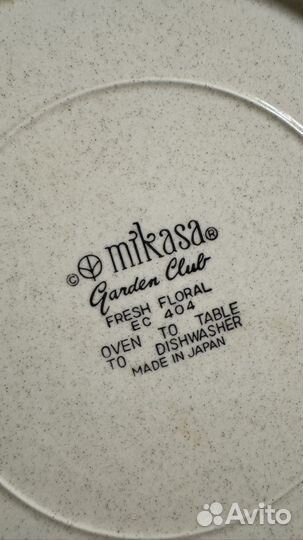 © mikasa®
Garden Club
FRESH FLORAL
EC 404
OVEN TO TABLE
TO DISHWASHER
MADE IN JAPAN
Avito